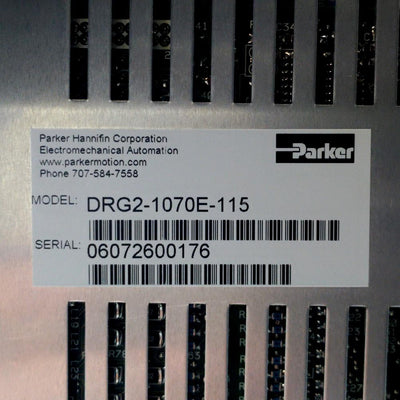 Parker Hannifin Corporation
Electromechanical Automation
www.parkermotion.com
Phone 707-584-7558
Parker
MODEL: DRG2-1070E-115
SERIAL: 06072600176